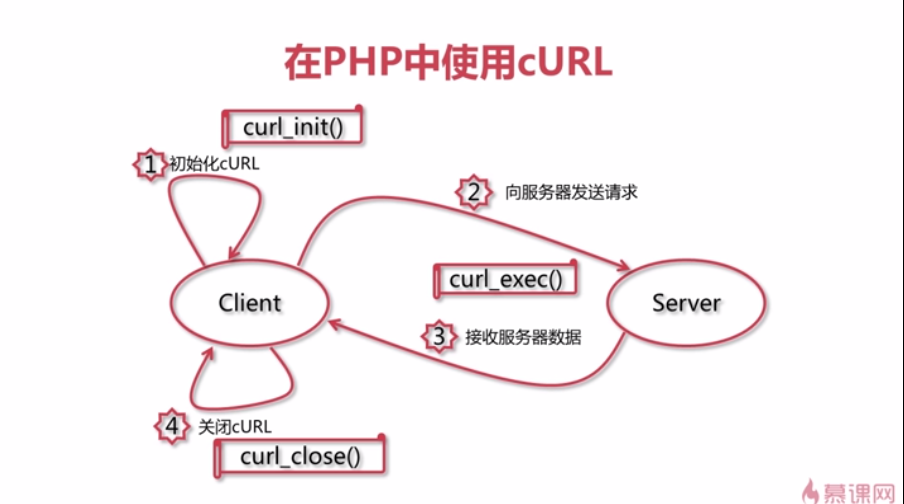 在PHP中使用cURL
curl_init()
1 初始化cURL
2 向服务器发送请求
curl_exec()
Client
Server
3 接收服务器数据
4 关闭cURL
curl_close()
慕课网